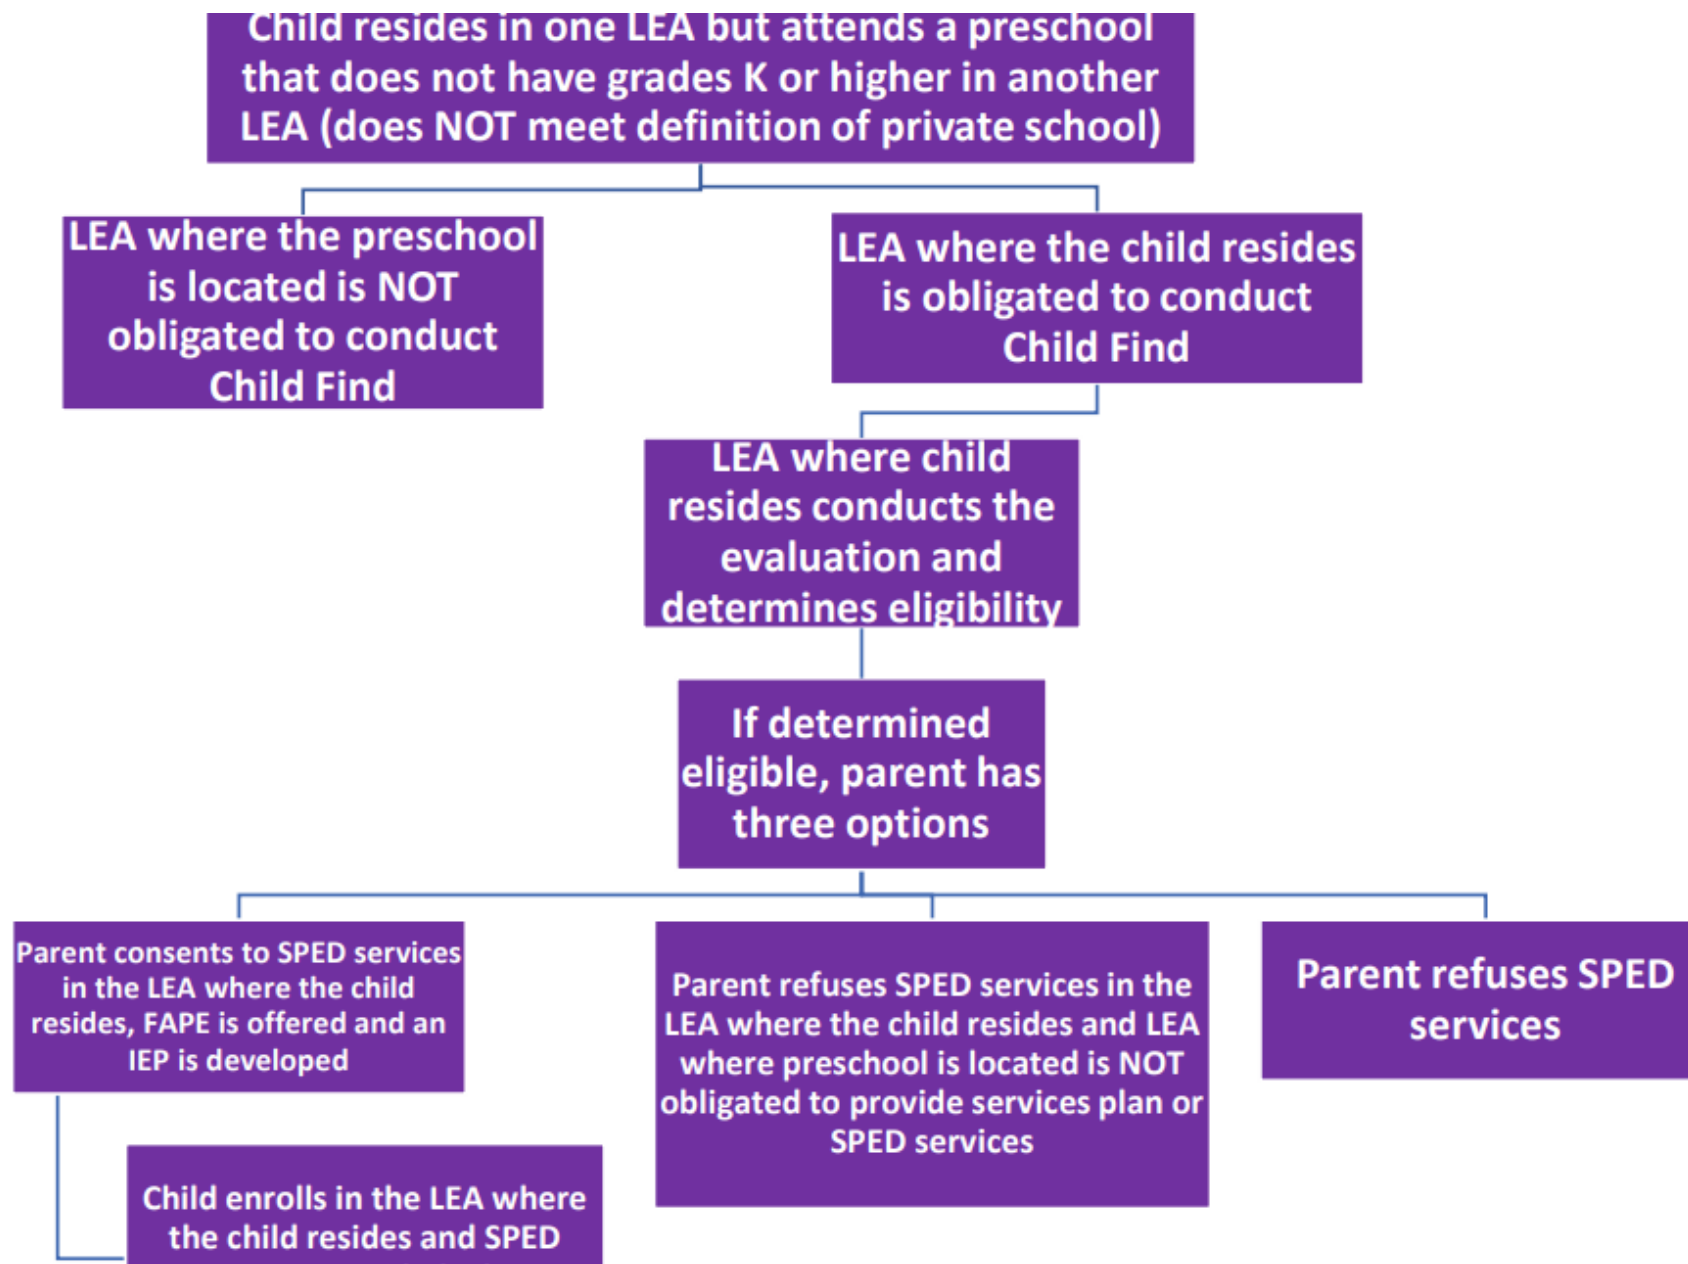 Child resides in one LEA but attends a preschool
that does not have grades K or higher in another
LEA (does NOT meet definition of private school)
LEA where the preschool
is located is NOT
obligated to conduct
Child Find
LEA where the child resides
is obligated to conduct
Child Find
LEA where child
resides conducts the
evaluation and
determines eligibility
If determined
eligible, parent has
three options
Parent consents to SPED services
in the LEA where the child
resides, FAPE is offered and an
IEP is developed
Parent refuses SPED services in the
LEA where the child resides and LEA
where preschool is located is NOT
obligated to provide services plan or
SPED services
Parent refuses SPED
services
Child enrolls in the LEA where
the child resides and SPED